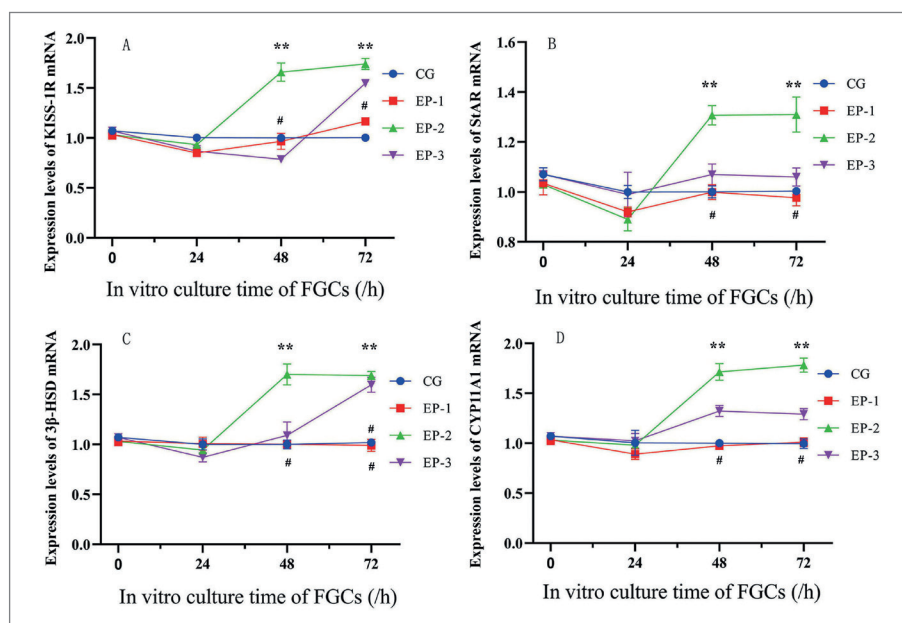 A
Expression levels of KISS-1R mRNA
2.0
1.5
1.0
0.5
0.0
** **
# #
0 24 48 72
In vitro culture time of FGCs (/h)
CG
EP-1
EP-2
EP-3
B
Expression levels of StAR mRNA
1.6
1.4
1.2
1.0
0.8
** **
# #
0 24 48 72
In vitro culture time of FGCs (/h)
CG
EP-1
EP-2
EP-3
C
Expression levels of 3β-HSD mRNA
2.0
1.5
1.0
0.5
0.0
** **
#
# #
0 24 48 72
In vitro culture time of FGCs (/h)
CG
EP-1
EP-2
EP-3
D
Expression levels of CYP11A1 mRNA
2.0
1.5
1.0
0.5
0.0
** **
# #
0 24 48 72
In vitro culture time of FGCs (/h)
CG
EP-1
EP-2
EP-3